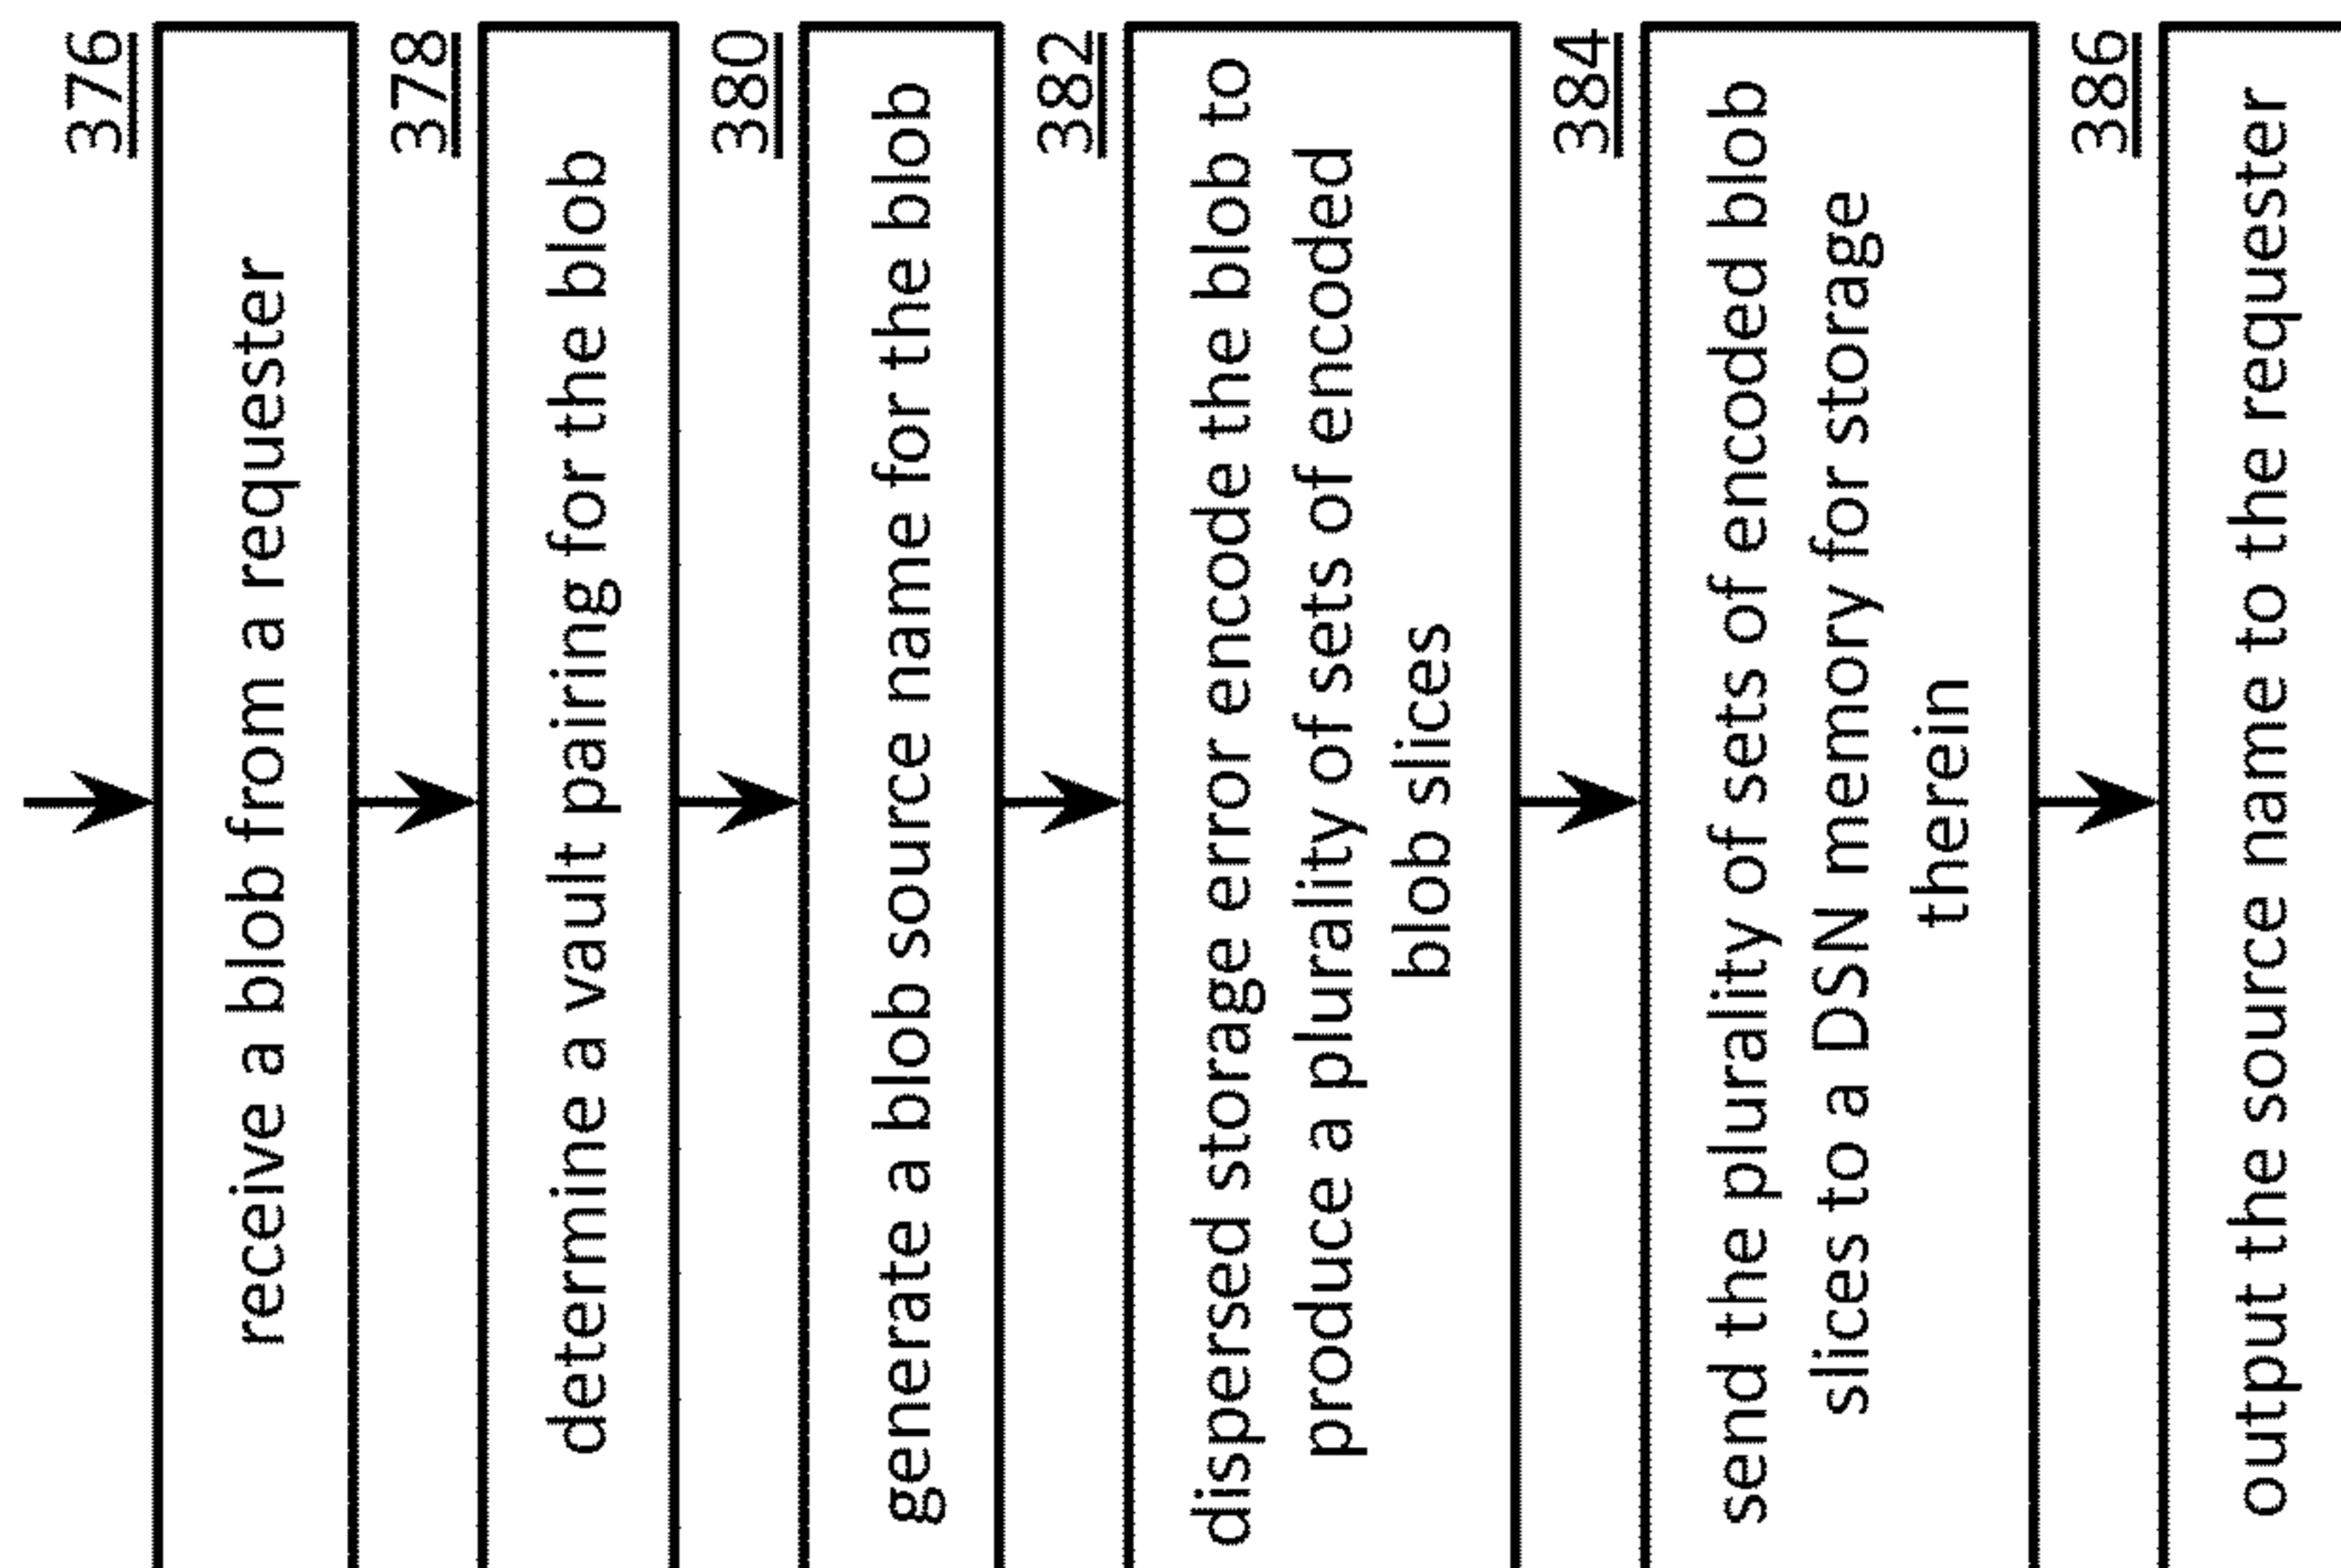 376
receive a blob from a requester
378
determine a vault pairing for the blob
380
generate a blob source name for the blob
382
dispersed storage error encode the blob to
produce a plurality of sets of encoded
blob slices
384
send the plurality of sets of encoded blob
slices to a DSN memory for storage
therein
386
output the source name to the requester